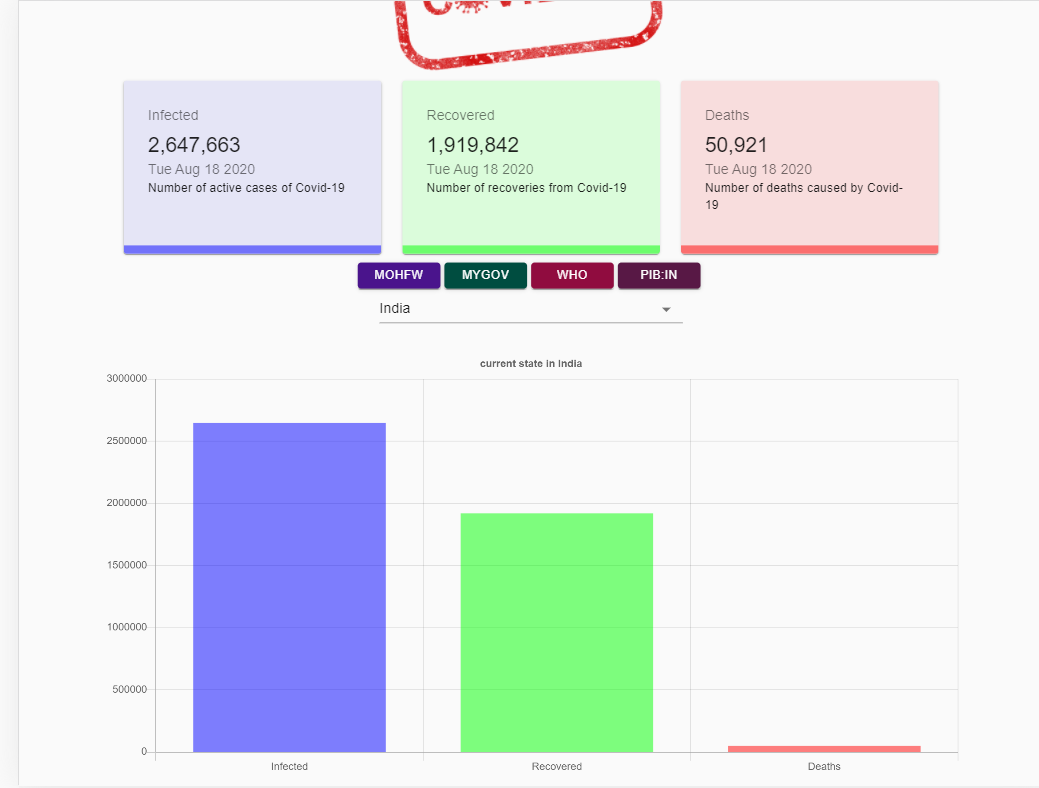 Infected
2,647,663
Tue Aug 18 2020
Number of active cases of Covid-19
Recovered
1,919,842
Tue Aug 18 2020
Number of recoveries from Covid-19
Deaths
50,921
Tue Aug 18 2020
Number of deaths caused by Covid-
19
MOHFW MYGOV WHO PIB:IN
India
current state in India
3000000
2500000
2000000
1500000
1000000
500000
0
Infected Recovered Deaths